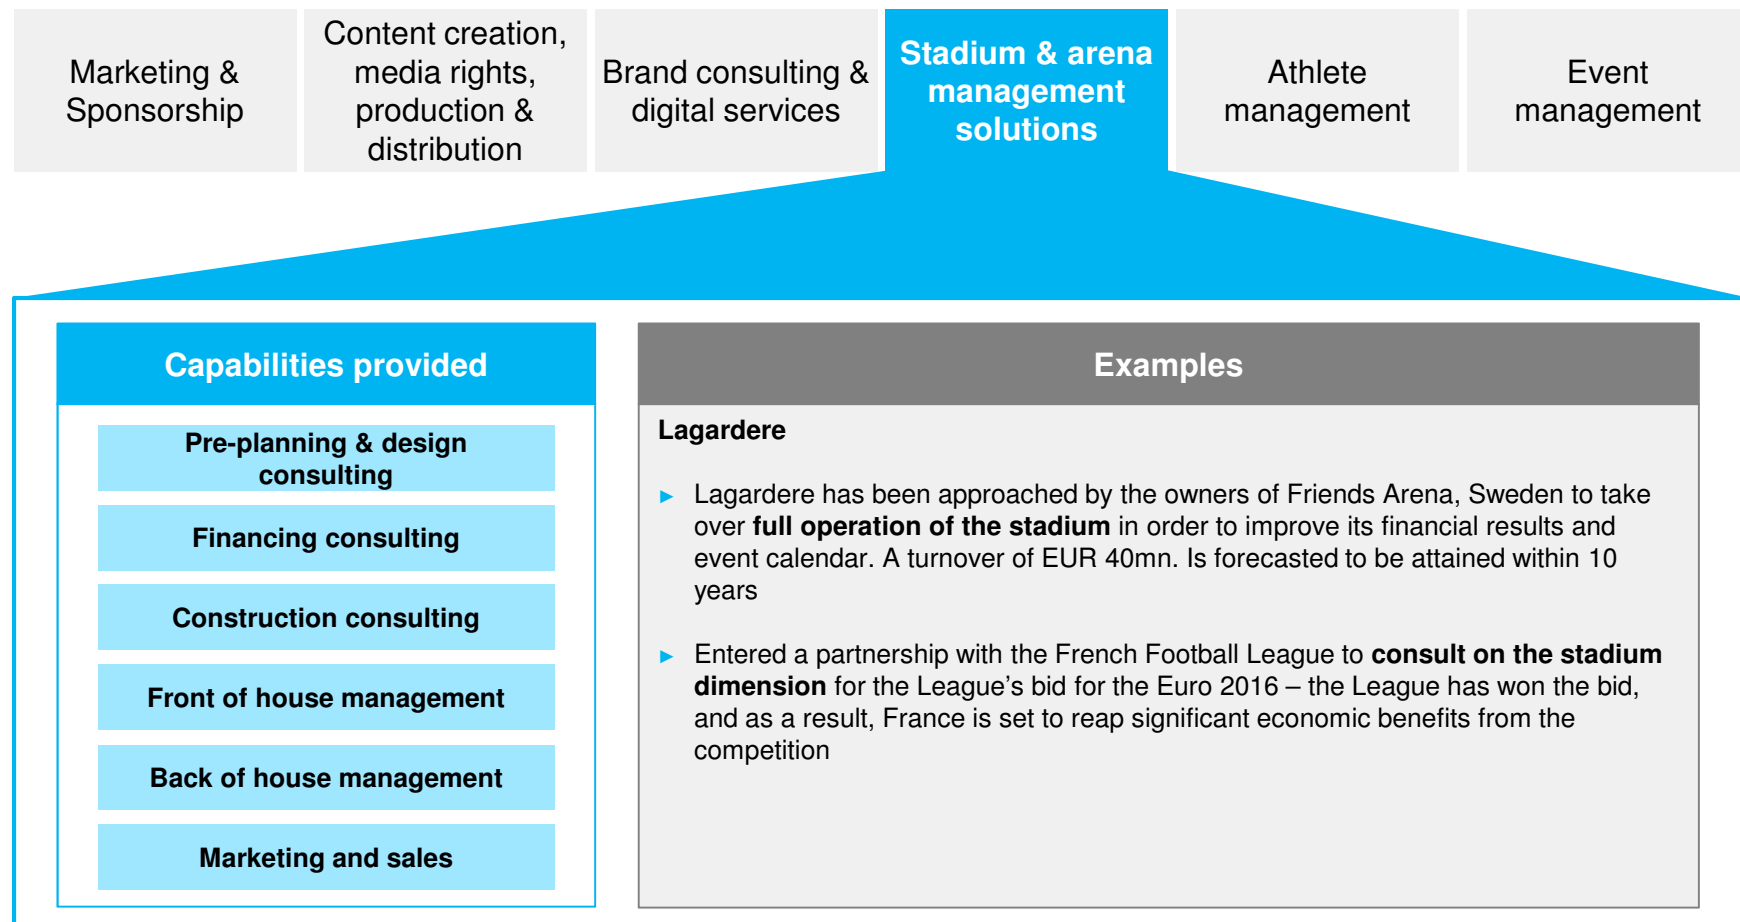 Marketing &
Sponsorship
Content creation,
media rights,
production &
distribution
Brand consulting &
digital services
Stadium & arena
management
solutions
Athlete
management
Event
management
Capabilities provided
Pre-planning & design
consulting
Financing consulting
Construction consulting
Front of house management
Back of house management
Marketing and sales
Examples
Lagardere
► Lagardere has been approached by the owners of Friends Arena, Sweden to take
over full operation of the stadium in order to improve its financial results and
event calendar. A turnover of EUR 40mn. Is forecasted to be attained within 10
years
► Entered a partnership with the French Football League to consult on the stadium
dimension for the League’s bid for the Euro 2016 – the League has won the bid,
and as a result, France is set to reap significant economic benefits from the
competition